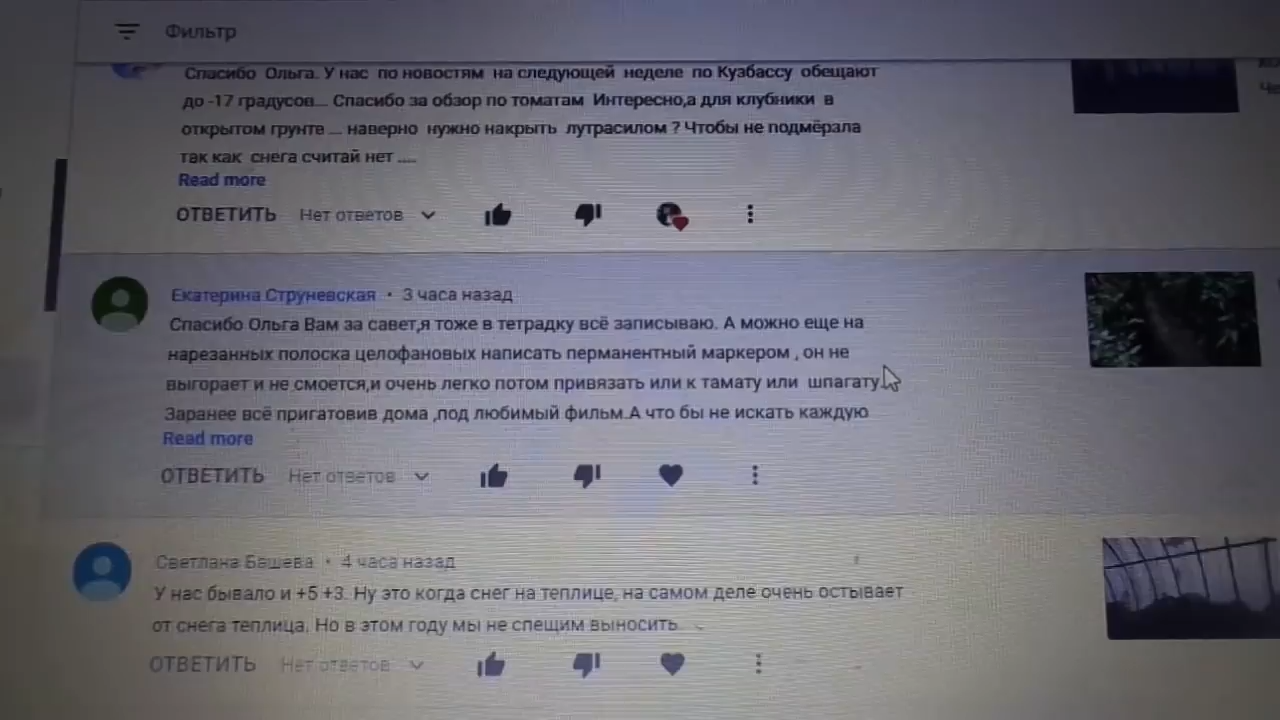 Фильтр
Спасибо Ольга. У нас по новостям на следующей неделе по Кузбассу обещают
до -17 градусов... Спасибо за обзор по томатам Интересно,а для клубники в
открытом грунте ... наверно нужно накрыть лутрасилом ? Чтобы не подмёрзла
так как снега считай нет ....
Read more
ОТВЕТИТЬ Нет ответов
Екатерина Струневская • 3 часа назад
Спасибо Ольга Вам за савет,я тоже в тетрадку всё записываю. А можно еще на
нарезанных полоска целофановых написать перманентный маркером , он не
выгорает и не смоется,и очень легко потом привязать или к тамату или шпагату.
Заранее всё пригатовив дома ,под любимый фильм.А что бы не искать каждую
Read more
ОТВЕТИТЬ Нет ответов
Светлана Башева • 4 часа назад
У нас бывало и +5 +3. Ну это когда снег на теплице, на самом деле очень остывает
от снега теплица. Но в этом году мы не спещим выносить
ОТВЕТИТЬ Нет ответов